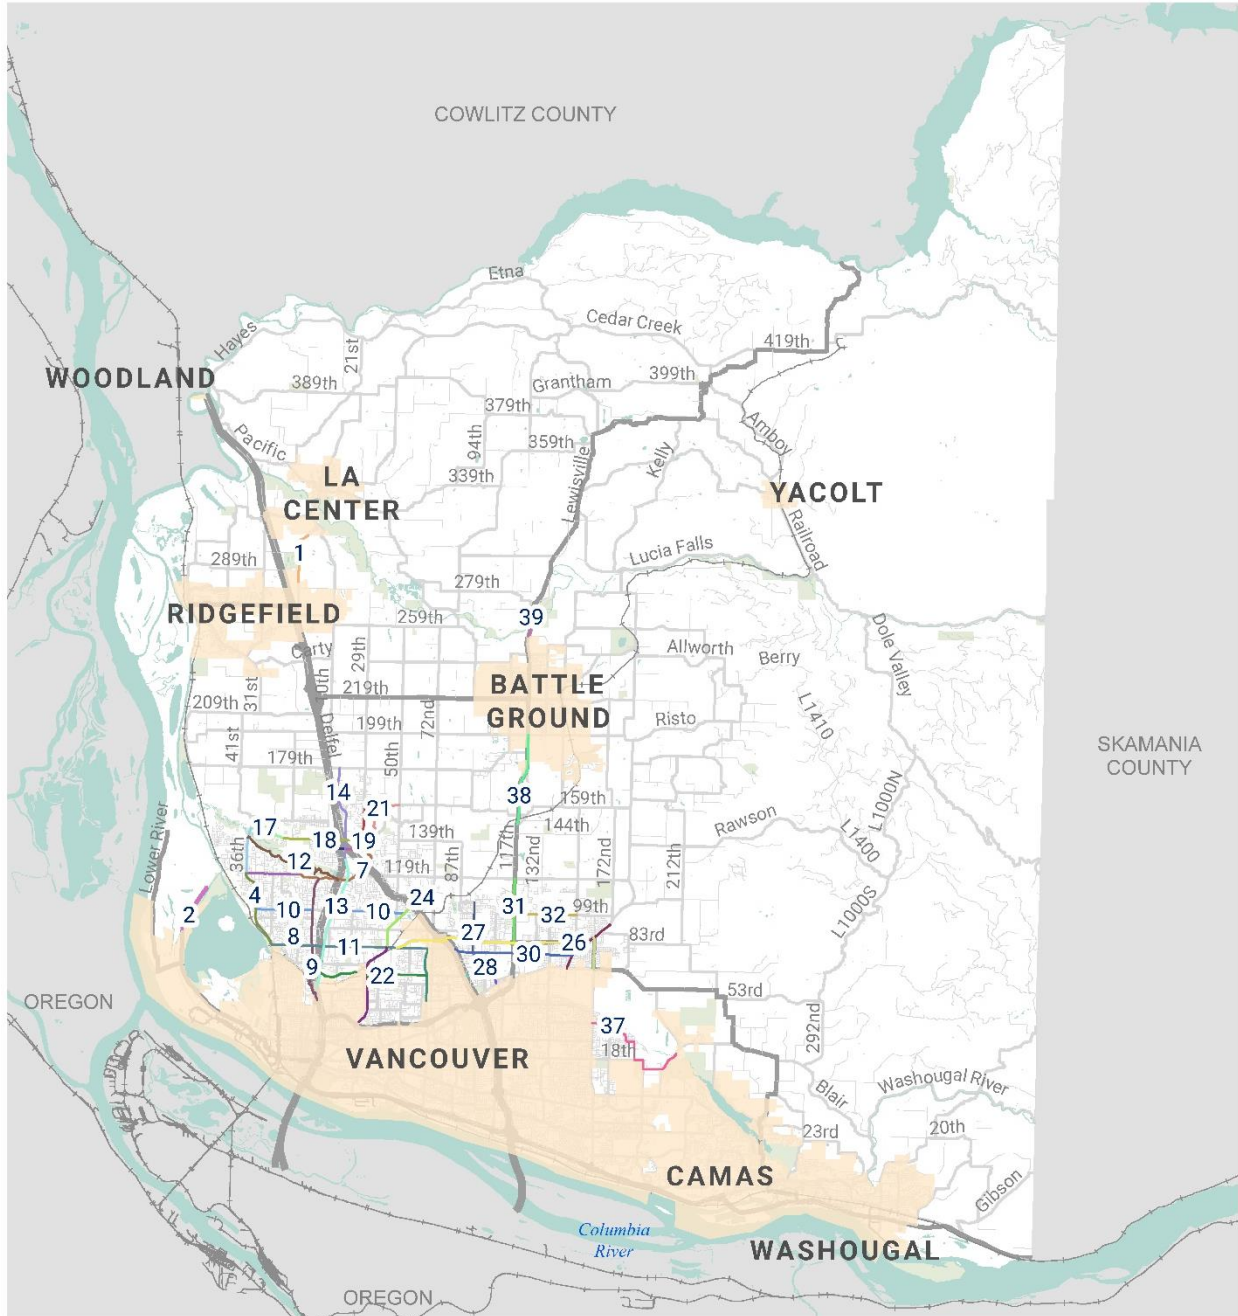 COWLITZ COUNTY
Etna
Cedar Creek
Hayes
21st
419th
WOODLAND
389th
Grantham
399th
379th
Pacific
94th
359th
Amboy
LA
CENTER
339th
Lewisville
Kelly
YACOLT
Railroad
289th
1
Lucia Falls
279th
RIDGEFIELD
259th
39
Dole Valley
Carty
29th
Allworth
Berry
31st
10th
219th
BATTLE
GROUND
209th
72nd
L1410
Delfel
199th
Risto
41st
50th
SKAMANIA
COUNTY
179th
14
38
159th
L1000N
21
17
18
19
139th
144th
Rawson
36th
12
7
119th
87th
117th
132nd
172nd
212th
L1400
Lower River
2
4
10
13
10
24
31
32
99th
L1000S
8
11
27
26
83rd
9
22
28
30
OREGON
53rd
292nd
37
18th
VANCOUVER
Blair
Washougal River
23rd
20th
CAMAS
Gibson
Columbia
River
WASHOUGAL
OREGON